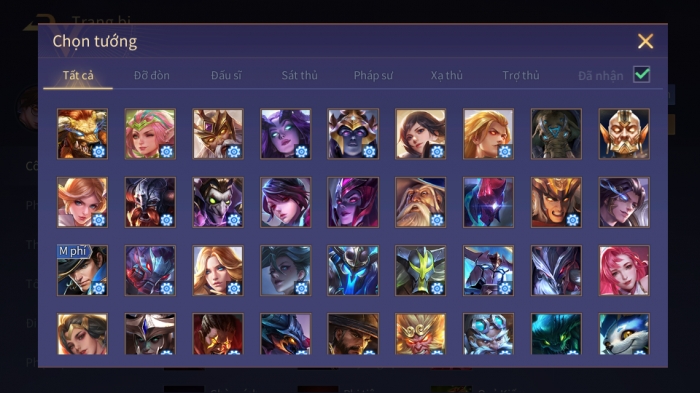 Trang bị
Chọn tướng
Tất cả
Đỡ đòn
Đấu sĩ
Sát thủ
Pháp sư
Xạ thủ
Trợ thủ
Đã nhận
M phí